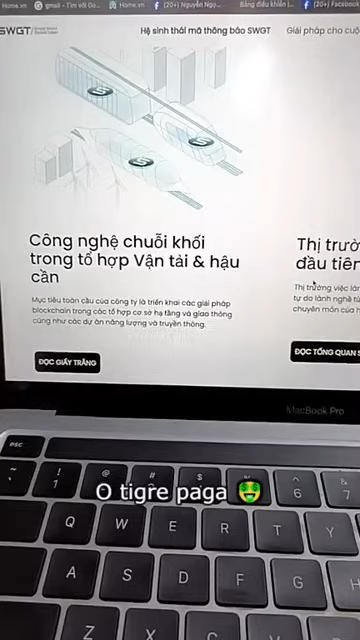 Home.vn gmail - Tìm với Go... Home.vn (20+) Nguyễn Ngọ... Bảng điều khiển |... (20+) Facebook
SWGT Hệ sinh thái mã thông báo SWGT Giải pháp cho cuộ
Công nghệ chuỗi khối
trong tổ hợp Vận tải & hậu
cần
Mục tiêu toàn cầu của công ty là triển khai các giải pháp
blockchain trong các tổ hợp cơ sở hạ tầng và giao thông
cũng như các dự án năng lượng và truyền thông.
ĐỌC GIẤY TRẮNG
Thị trườ
đầu tiên
Thị trường việc làr
tự do lành nghề từ
chuyên môn của h
ĐỌC TỔNG QUAN S
MacBook Pro
esc
~ ! @ # $ ^ &
1 6 7
O tigre paga 🤑
Q W E R T Y
A S D F G H
Z X C B